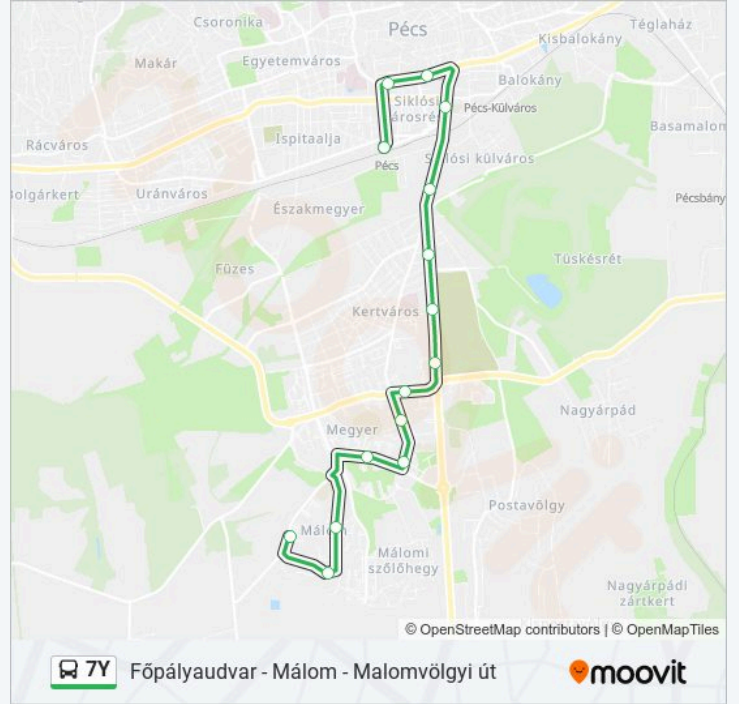 Téglaház
Csoronika
Pécs
Kisbalokány
Makár
Egyetemváros
Balokány
Siklósi
városrész
Pécs-Külváros
Basamalom
Ispitaalja
Rácváros
Pécs
Siklósi külváros
Bolgárkert
Uránváros
Pécsbány
Északmegyer
Tüskésrét
Füzes
Kertváros
Nagyárpád
Megyer
Postavölgy
Málom
Málomi
szőlőhegy
Nagyárpádi
zártkert
© OpenStreetMap contributors | © OpenMapTiles
7Y Főpályaudvar - Málom - Malomvölgyi út
moovit